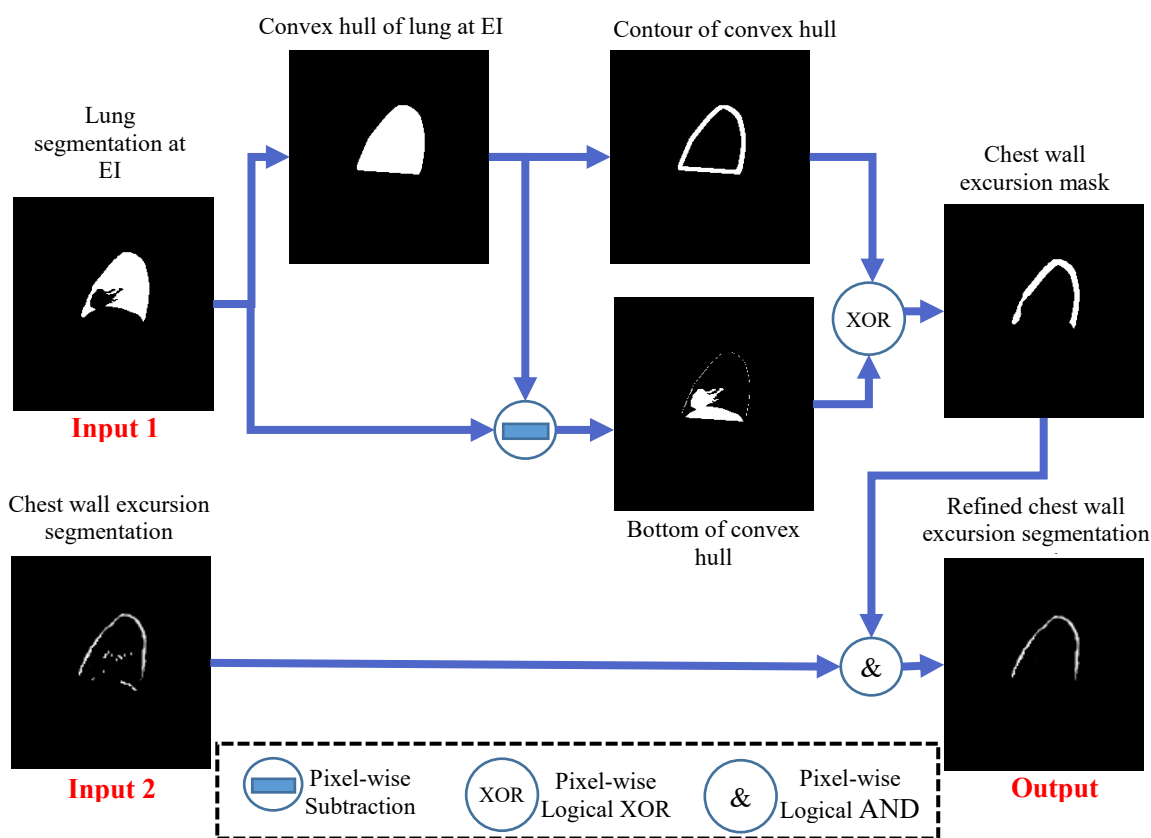 Convex hull of lung at EI
Contour of convex hull
Lung
segmentation at
EI
Chest wall
excursion mask
XOR
Input 1
Bottom of convex
hull
Chest wall excursion
segmentation
Refined chest wall
excursion segmentation
&
Input 2
Output
Pixel-wise
Subtraction
XOR
Pixel-wise
Logical XOR
&
Pixel-wise
Logical AND